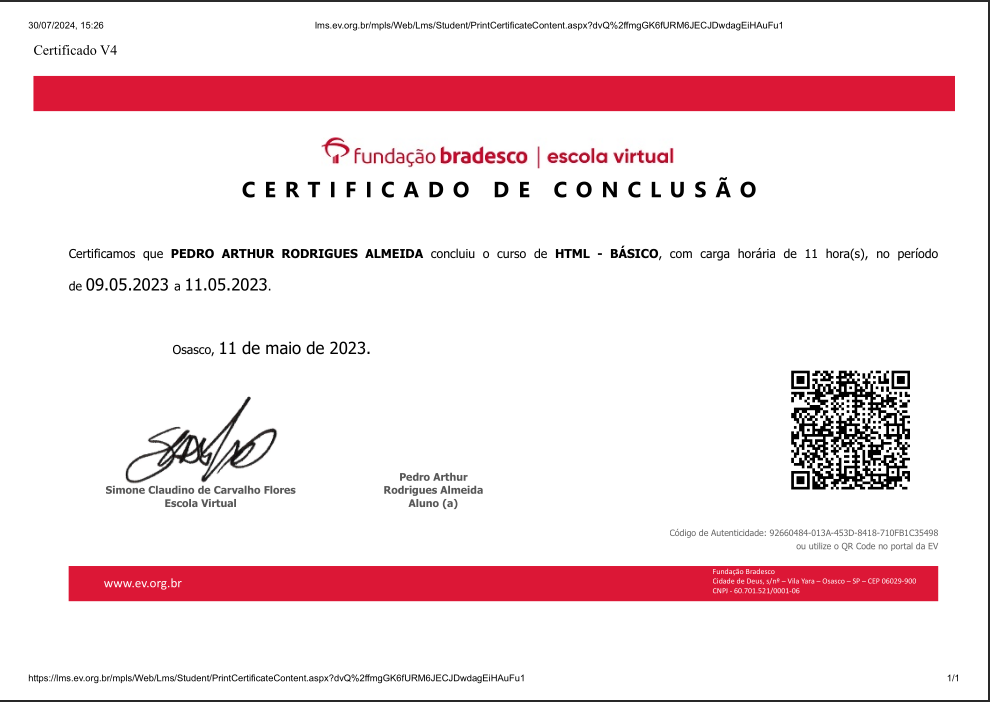 30/07/2024, 15:26
lms.ev.org.br/mpls/Web/Lms/Student/PrintCertificateContent.aspx?dvQ%2ffmgGK6fURM6JECJDwdagEiHAuFu1
Certificado V4
fundação bradesco | escola virtual
CERTIFICADO DE CONCLUSÃO
Certificamos que PEDRO ARTHUR RODRIGUES ALMEIDA concluiu o curso de HTML - BÁSICO, com carga horária de 11 hora(s), no período
de 09.05.2023 a 11.05.2023.
Osasco, 11 de maio de 2023.
Simone Claudino de Carvalho Flores
Escola Virtual
Pedro Arthur
Rodrigues Almeida
Aluno (a)
Código de Autenticidade: 92660484-013A-453D-8418-710FB1C35498
ou utilize o QR Code no portal da EV
www.ev.org.br
Fundação Bradesco
Cidade de Deus, s/nº – Vila Yara – Osasco – SP – CEP 06029-900
CNPJ - 60.701.521/0001-06
https://lms.ev.org.br/mpls/Web/Lms/Student/PrintCertificateContent.aspx?dvQ%2ffmgGK6fURM6JECJDwdagEiHAuFu1
1/1